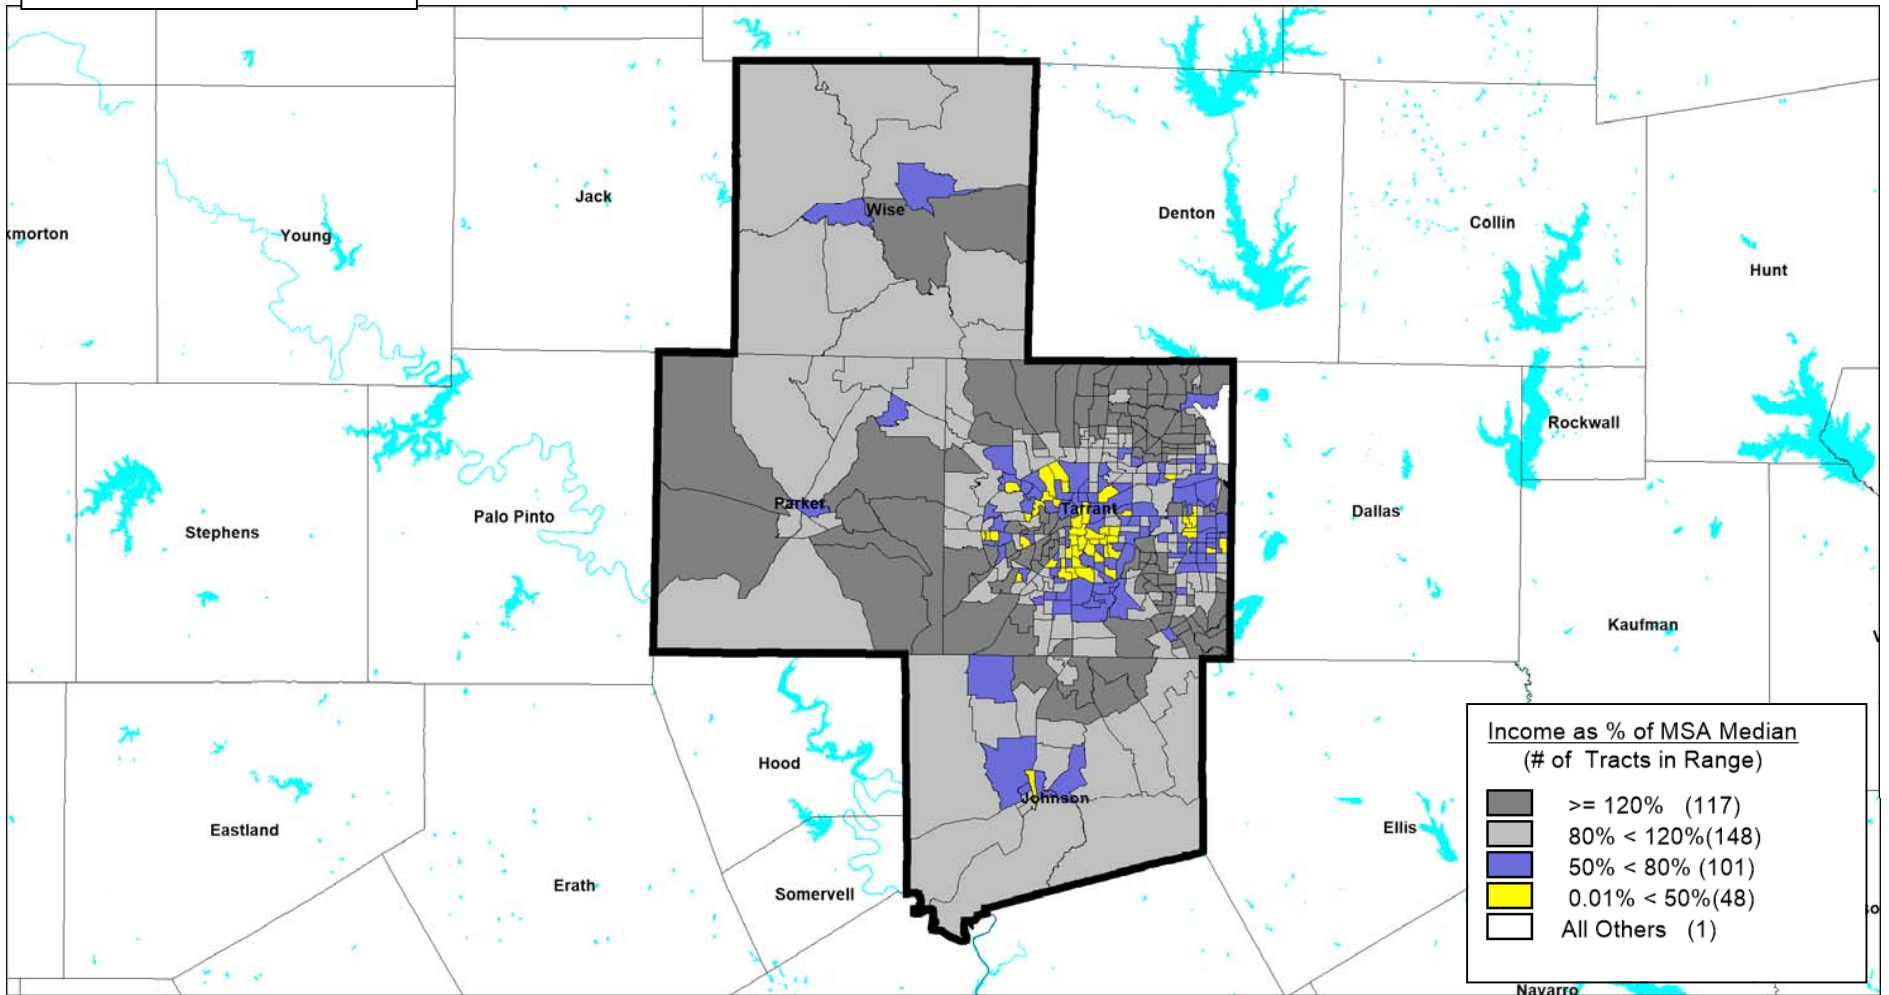 Jack
Wise
Denton
Collin
kmorton
Young
Hunt
Rockwall
Parker
Tarrant
Stephens
Palo Pinto
Dallas
Kaufman
Hood
Johnson
Eastland
Ellis
Erath
Somervell
Navarro
Income as % of MSA Median
(# of Tracts in Range)
>= 120% (117)
80% < 120%(148)
50% < 80% (101)
0.01% < 50%(48)
All Others (1)